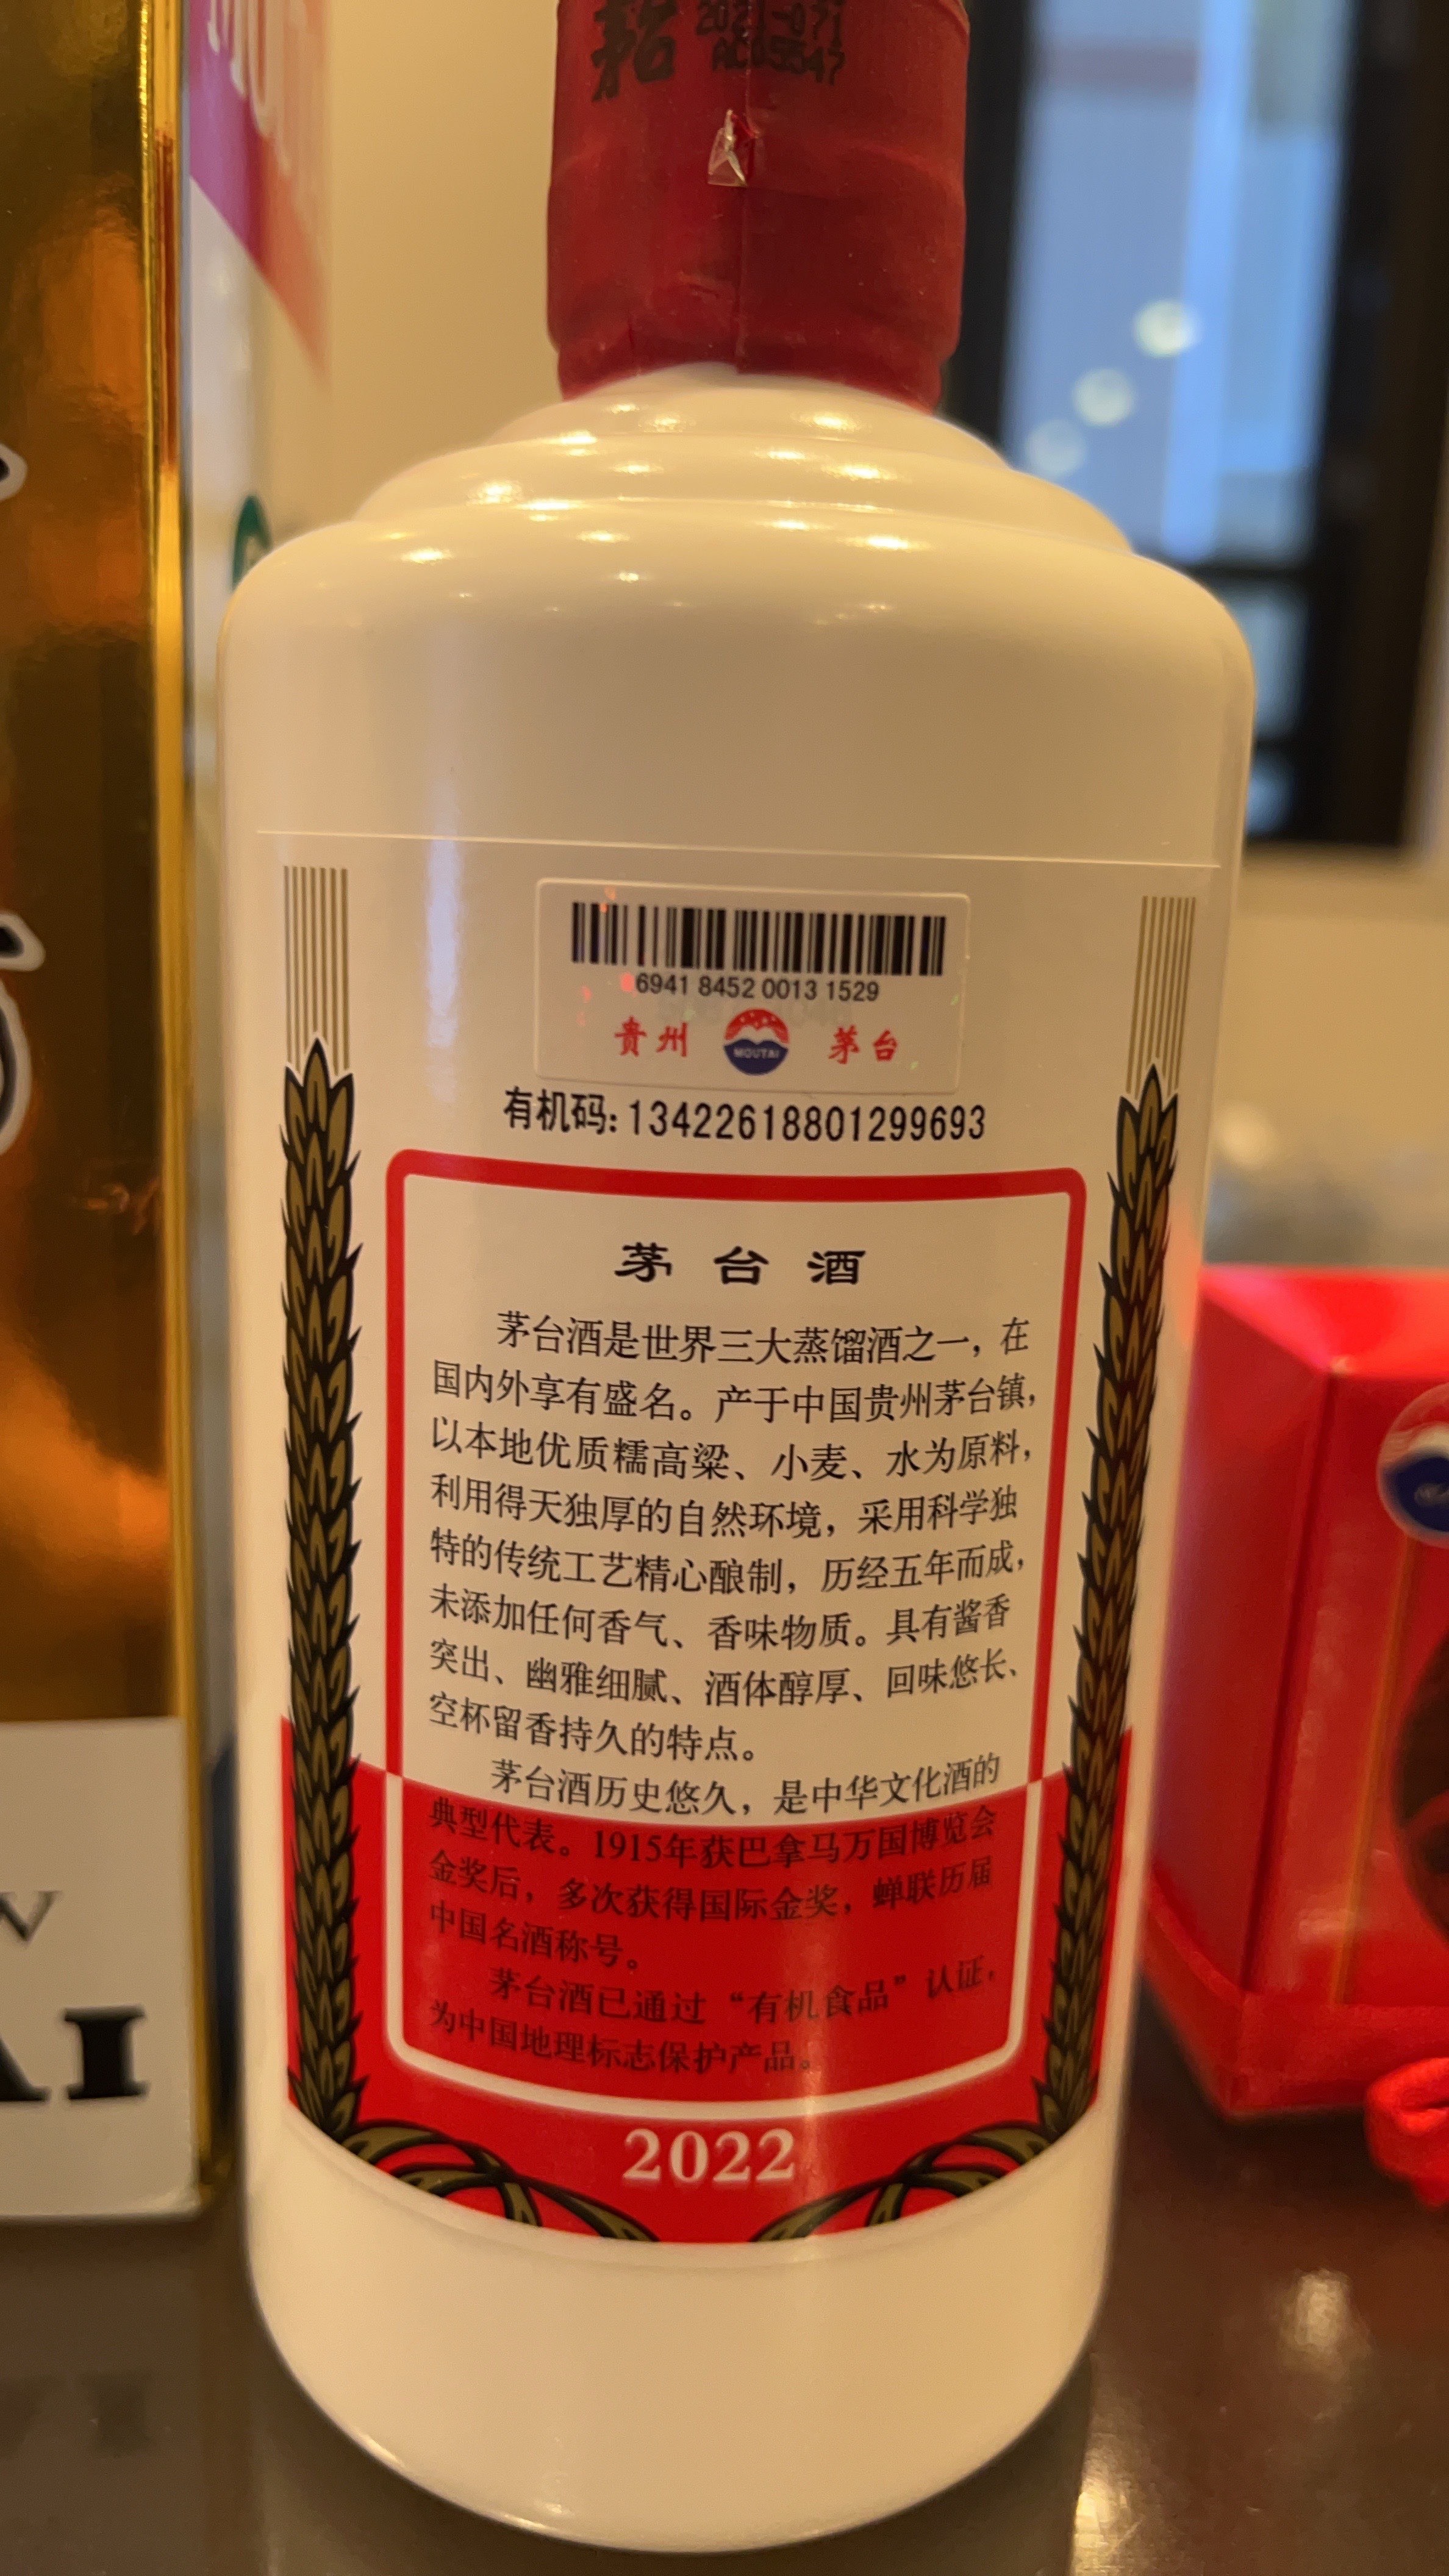 茅台
6941 8452 0013 1529
贵州 MOUTAI 茅台
有机码: 13422618801299693
茅台酒
茅台酒是世界三大蒸馏酒之一，在
国内外享有盛名。产于中国贵州茅台镇，
以本地优质糯高粱、小麦、水为原料，
利用得天独厚的自然环境，采用科学独
特的传统工艺精心酿制，历经五年而成，
未添加任何香气、香味物质。具有酱香
突出、幽雅细腻、酒体醇厚、回味悠长、
空杯留香持久的特点。
茅台酒历史悠久，是中华文化酒的
典型代表。1915年获巴拿马万国博览会
金奖后，多次获得国际金奖，蝉联历届
中国名酒称号。
茅台酒已通过“有机食品”认证，
为中国地理标志保护产品。
2022